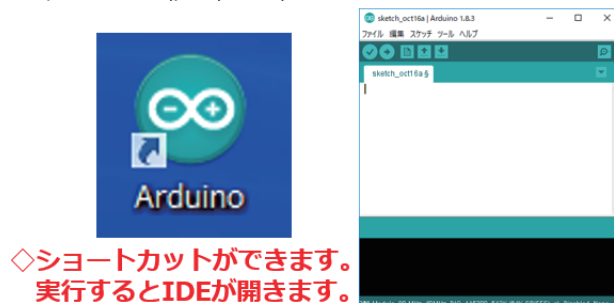 sketch_oct16a | Arduino 1.8.3
ファイル 編集 スケッチ ツール ヘルプ
sketch_oct16a §
Arduino
◇ショートカットができます。
実行するとIDEが開きます。